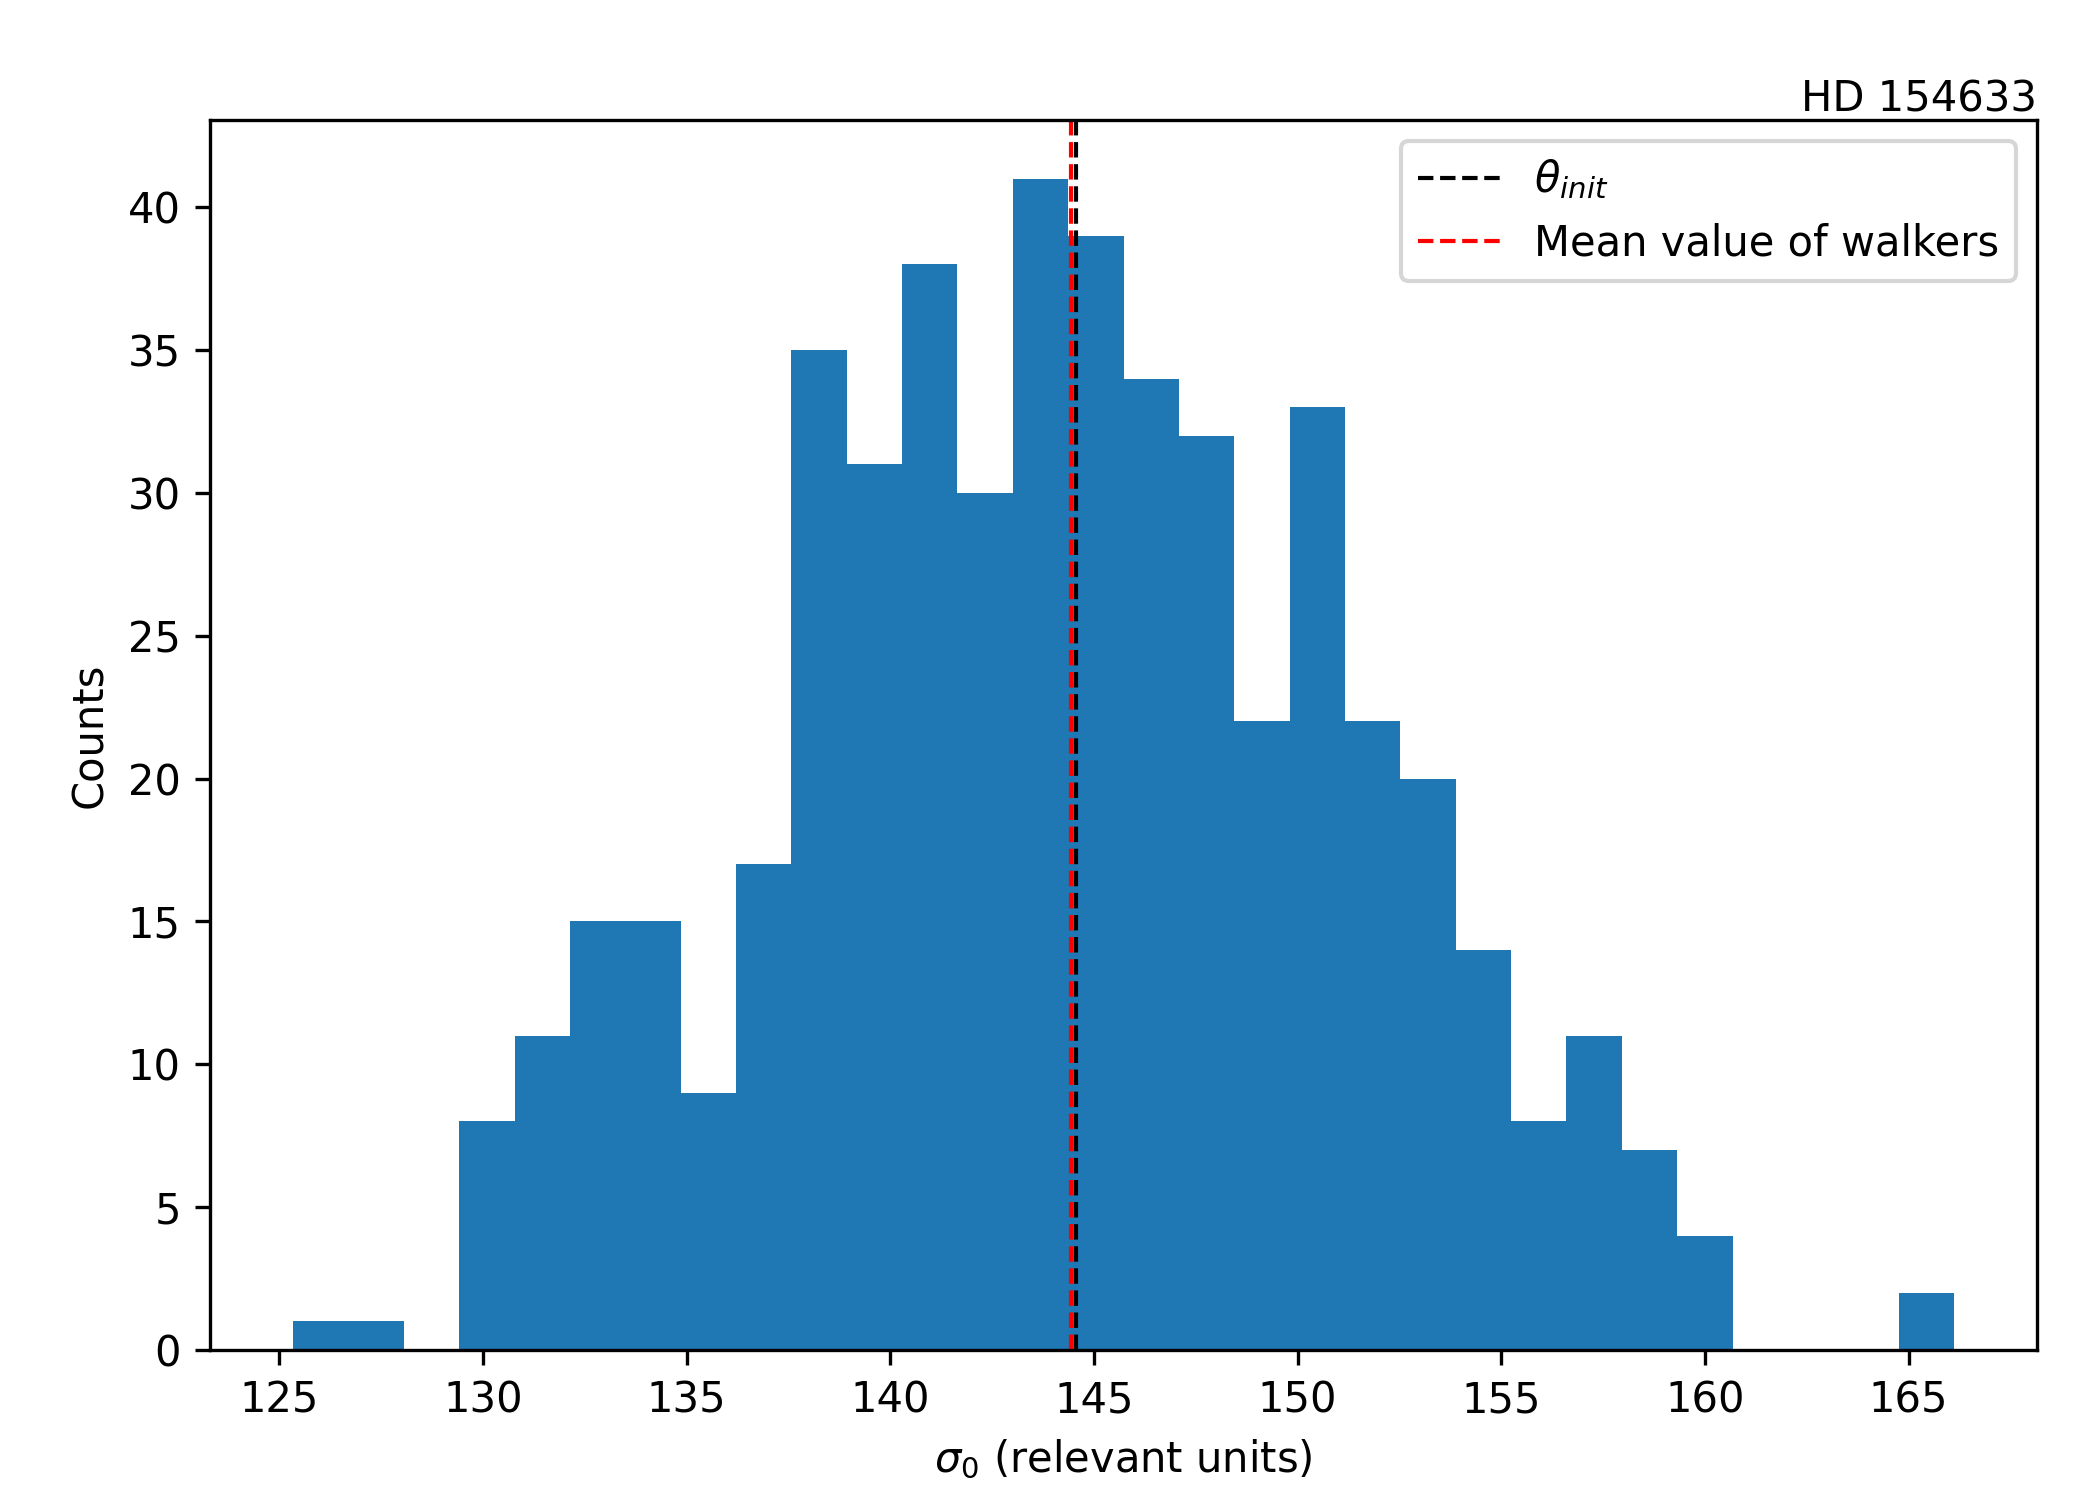 HD 154633
θinit
Mean value of walkers
40
35
30
25
20
15
10
5
0
Counts
125 130 135 140 145 150 155 160 165
σ0 (relevant units)